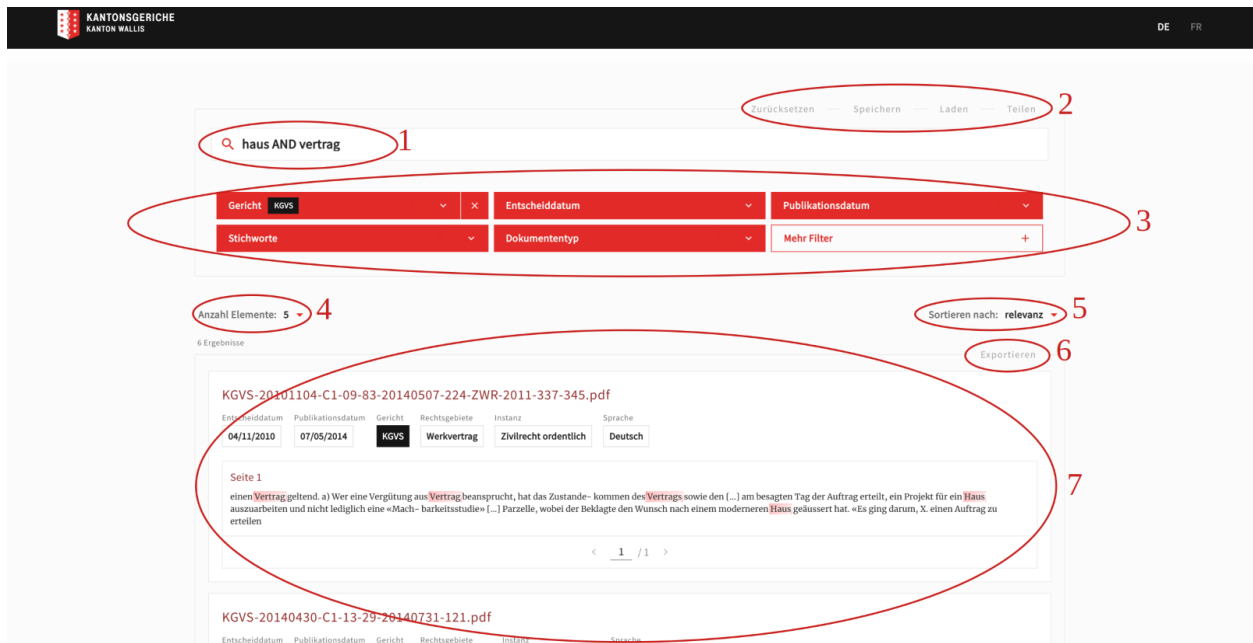 KANTONSGERICHE
KANTON WALLIS
DE FR
Zurücksetzen — Speichern — Laden — Teilen 2
haus AND vertrag 1
Gericht KGVS × Entscheiddatum Publikationsdatum
3
Stichworte Dokumententyp Mehr Filter +
Anzahl Elemente: 5 4 Sortieren nach: relevanz 5
6 Ergebnisse
Exportieren 6
KGVS-20101104-C1-09-83-20140507-224-ZWR-2011-337-345.pdf
Entscheiddatum Publikationsdatum Gericht Rechtsgebiete Instanz Sprache
04/11/2010 07/05/2014 KGVS Werkvertrag Zivilrecht ordentlich Deutsch
Seite 1
7
einen Vertrag geltend. a) Wer eine Vergütung aus Vertrag beansprucht, hat das Zustande- kommen des Vertrags sowie den [...] am besagten Tag der Auftrag erteilt, ein Projekt für ein Haus
auszuarbeiten und nicht lediglich eine «Mach- barkeitsstudie» [...] Parzelle, wobei der Beklagte den Wunsch nach einem moderneren Haus geäussert hat. «Es ging darum, X. einen Auftrag zu
erteilen
< 1 / 1 >
KGVS-20140430-C1-13-29-20140731-121.pdf
Entscheiddatum Publikationsdatum Gericht Rechtsgebiete Instanz Sprache